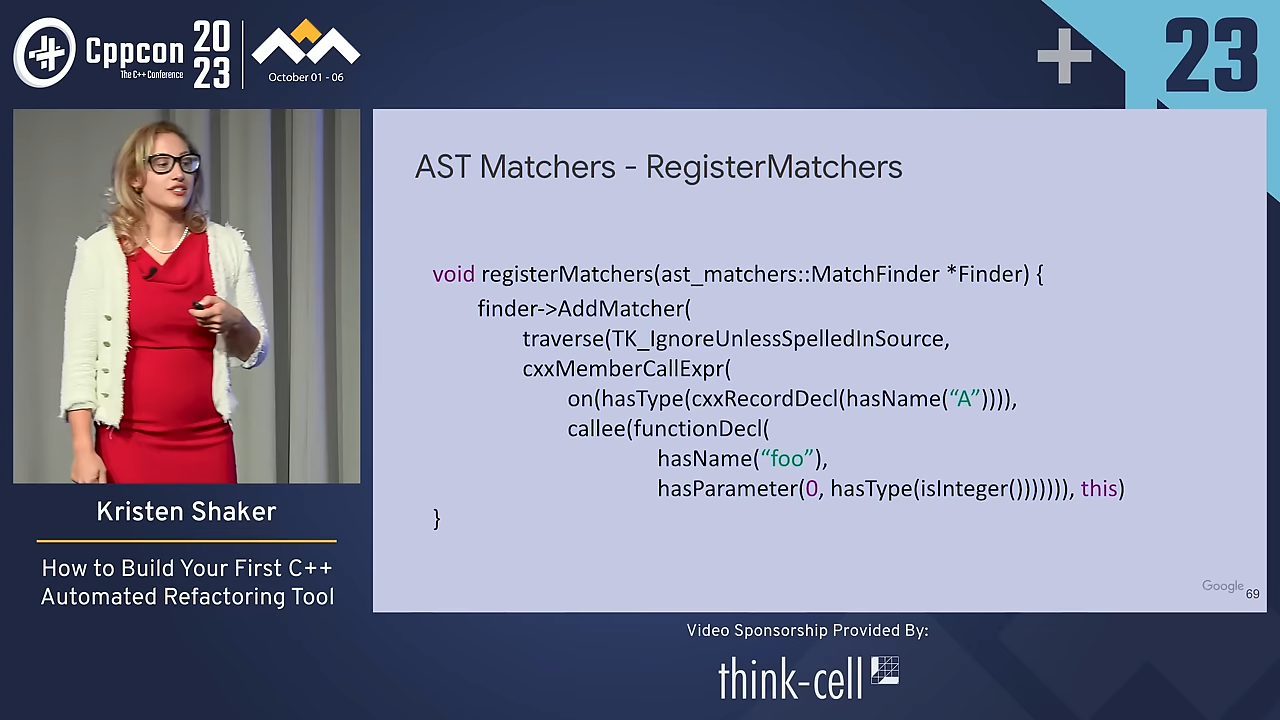 Cppcon
The C++ Conference
20
23
October 01 - 06
23
AST Matchers - RegisterMatchers
void registerMatchers(ast_matchers::MatchFinder *Finder) {
finder->AddMatcher(
traverse(TK_IgnoreUnlessSpelledInSource,
cxxMemberCallExpr(
on(hasType(cxxRecordDecl(hasName(“A”)))),
callee(functionDecl(
hasName(“foo”),
hasParameter(0, hasType(isInteger())))))), this)
}
Google
69
Kristen Shaker
How to Build Your First C++
Automated Refactoring Tool
Video Sponsorship Provided By:
think-cell